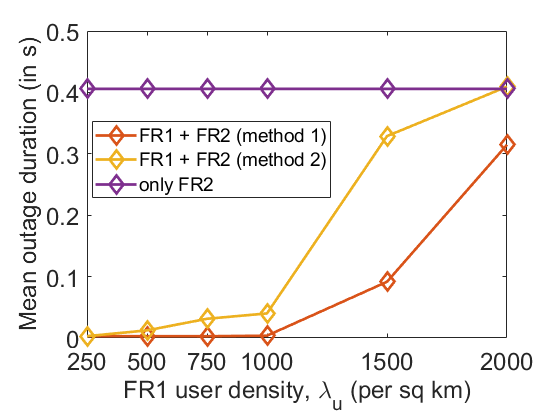 0.5
0.4
0.3
0.2
0.1
0
Mean outage duration (in s)
FR1 + FR2 (method 1)
FR1 + FR2 (method 2)
only FR2
250 500 750 1000 1500 2000
FR1 user density, λu (per sq km)